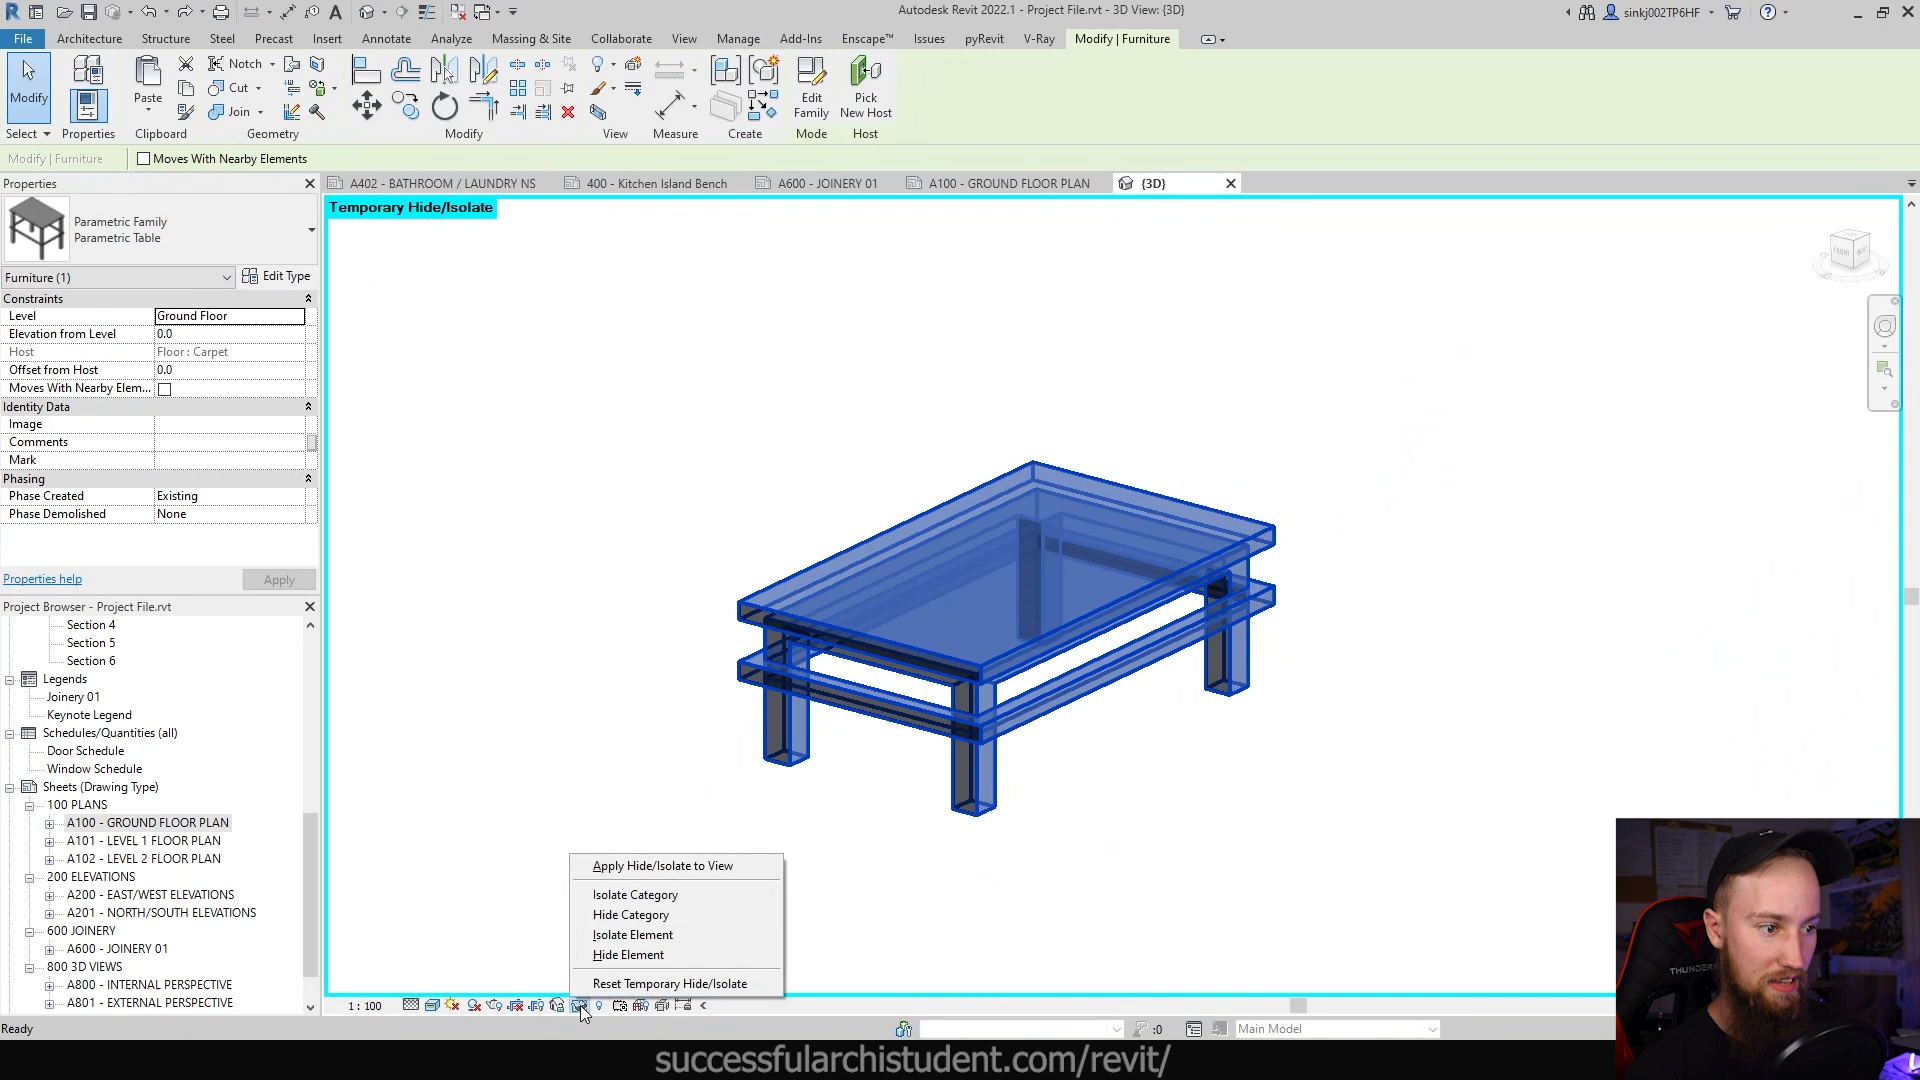 Autodesk Revit 2022.1 - Project File.rvt - 3D View: {3D}
sinkj002TP6HF
File Architecture Structure Steel Precast Insert Annotate Analyze Massing & Site Collaborate View Manage Add-Ins Enscape™ Issues pyRevit V-Ray Modify | Furniture
Notch
Cut
Join
Modify
Paste
Edit
Family
Pick
New Host
Select Properties Clipboard Geometry Modify View Measure Create Mode Host
Modify | Furniture
Moves With Nearby Elements
Properties
A402 - BATHROOM / LAUNDRY NS
400 - Kitchen Island Bench
A600 - JOINERY 01
A100 - GROUND FLOOR PLAN
{3D}
Temporary Hide/Isolate
Parametric Family
Parametric Table
Furniture (1)
Edit Type
Constraints
Level Ground Floor
Elevation from Level 0.0
Host Floor : Carpet
Offset from Host 0.0
Moves With Nearby Elem...
Identity Data
Image
Comments
Mark
Phasing
Phase Created Existing
Phase Demolished None
Properties help
Apply
Project Browser - Project File.rvt
Section 4
Section 5
Section 6
Legends
Joinery 01
Keynote Legend
Schedules/Quantities (all)
Door Schedule
Window Schedule
Sheets (Drawing Type)
100 PLANS
A100 - GROUND FLOOR PLAN
A101 - LEVEL 1 FLOOR PLAN
A102 - LEVEL 2 FLOOR PLAN
200 ELEVATIONS
A200 - EAST/WEST ELEVATIONS
A201 - NORTH/SOUTH ELEVATIONS
600 JOINERY
A600 - JOINERY 01
800 3D VIEWS
A800 - INTERNAL PERSPECTIVE
A801 - EXTERNAL PERSPECTIVE
Apply Hide/Isolate to View
Isolate Category
Hide Category
Isolate Element
Hide Element
Reset Temporary Hide/Isolate
1 : 100
Ready
:0
Main Model
successfularchistudent.com/revit/